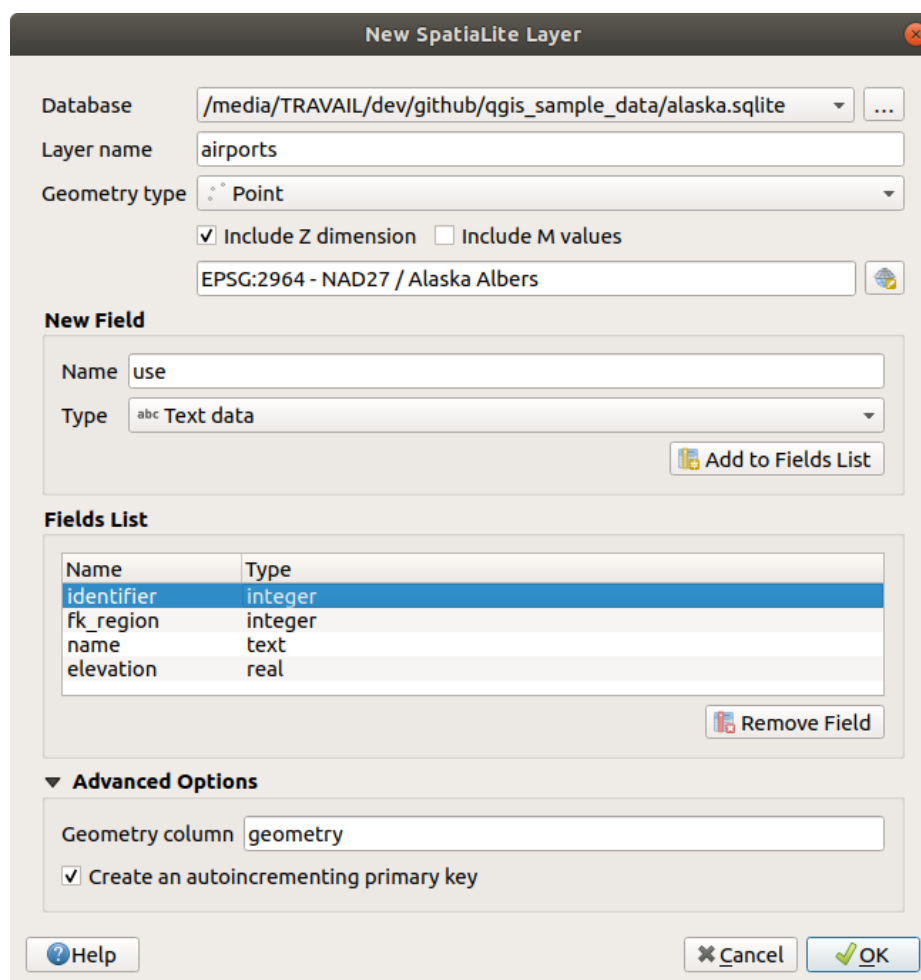 New SpatiaLite Layer
Database /media/TRAVAIL/dev/github/qgis_sample_data/alaska.sqlite ...
Layer name airports
Geometry type Point
Include Z dimension Include M values
EPSG:2964 - NAD27 / Alaska Albers
New Field
Name use
Type abc Text data
Add to Fields List
Fields List
Name Type
identifier integer
fk_region integer
name text
elevation real
Remove Field
Advanced Options
Geometry column geometry
Create an autoincrementing primary key
Help Cancel OK